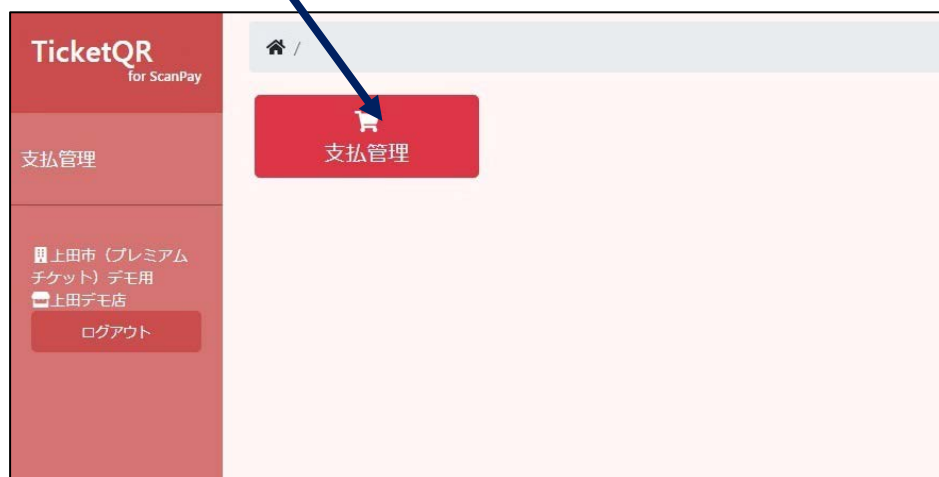 TicketQR
for ScanPay
支払管理
上田市（プレミアム
チケット）デモ用
上田デモ店
ログアウト
/
支払管理